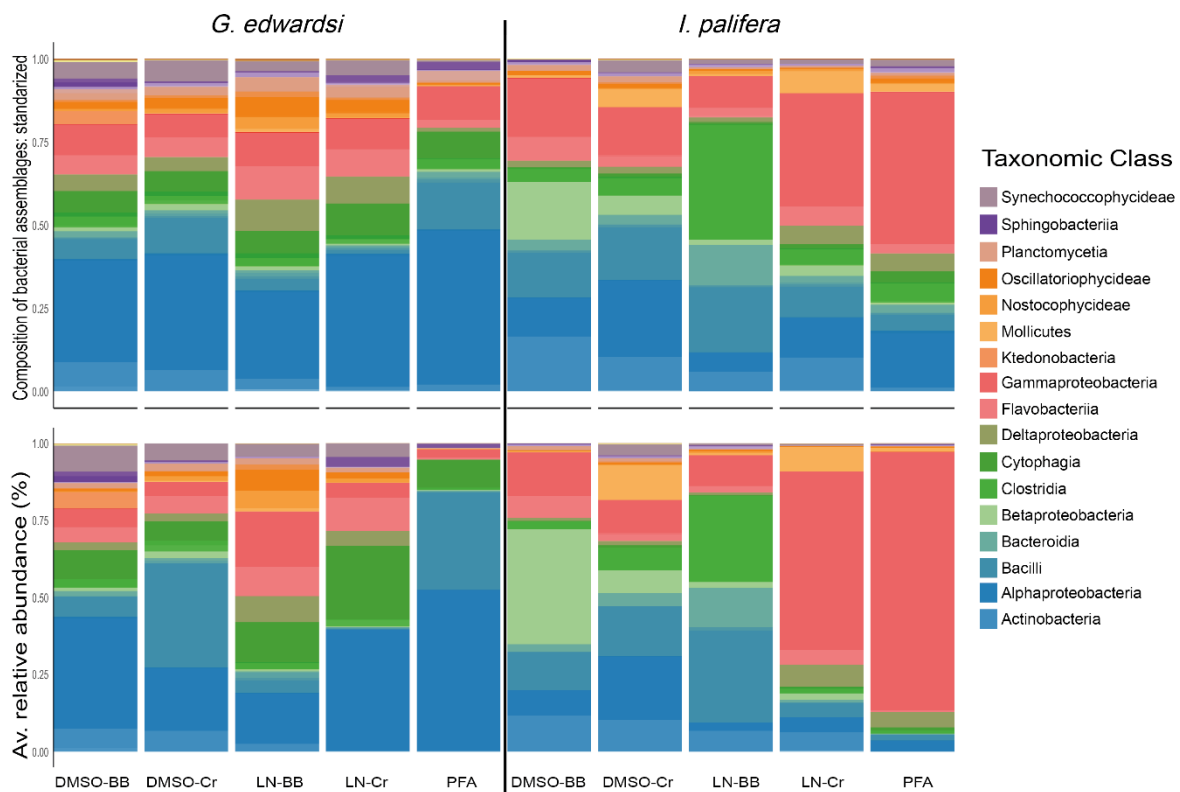 G. edwardsi
I. palifera
Composition of bacterial assemblages: standardized
1.00
0.75
0.50
0.25
0.00
Av. relative abundance (%)
1.00
0.75
0.50
0.25
0.00
DMSO-BB DMSO-Cr LN-BB LN-Cr PFA DMSO-BB DMSO-Cr LN-BB LN-Cr PFA
Taxonomic Class
Synechococcophycideae
Sphingobacteriia
Planctomycetia
Oscillatoriophycideae
Nostocophycideae
Mollicutes
Ktedonobacteria
Gammaproteobacteria
Flavobacteriia
Deltaproteobacteria
Cytophagia
Clostridia
Betaproteobacteria
Bacteroidia
Bacilli
Alphaproteobacteria
Actinobacteria